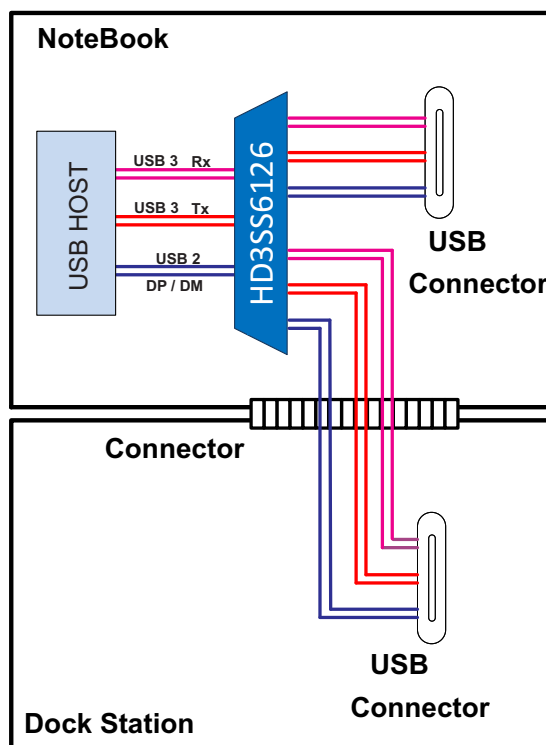 NoteBook
USB HOST
USB 3 Rx
USB 3 Tx
USB 2
DP / DM
HD3SS6126
USB
Connector
Connector
USB
Connector
Dock Station